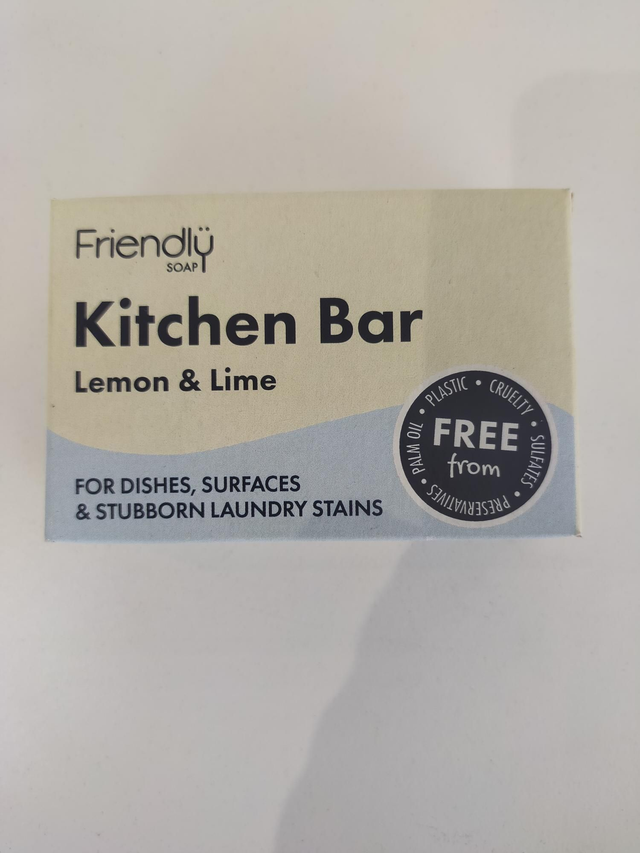 Friendlÿ
SOAP
Kitchen Bar
Lemon & Lime
FOR DISHES, SURFACES
& STUBBORN LAUNDRY STAINS
FREE
from
PALM OIL • PLASTIC • CRUELTY • SULFATES • PRESERVATIVES •